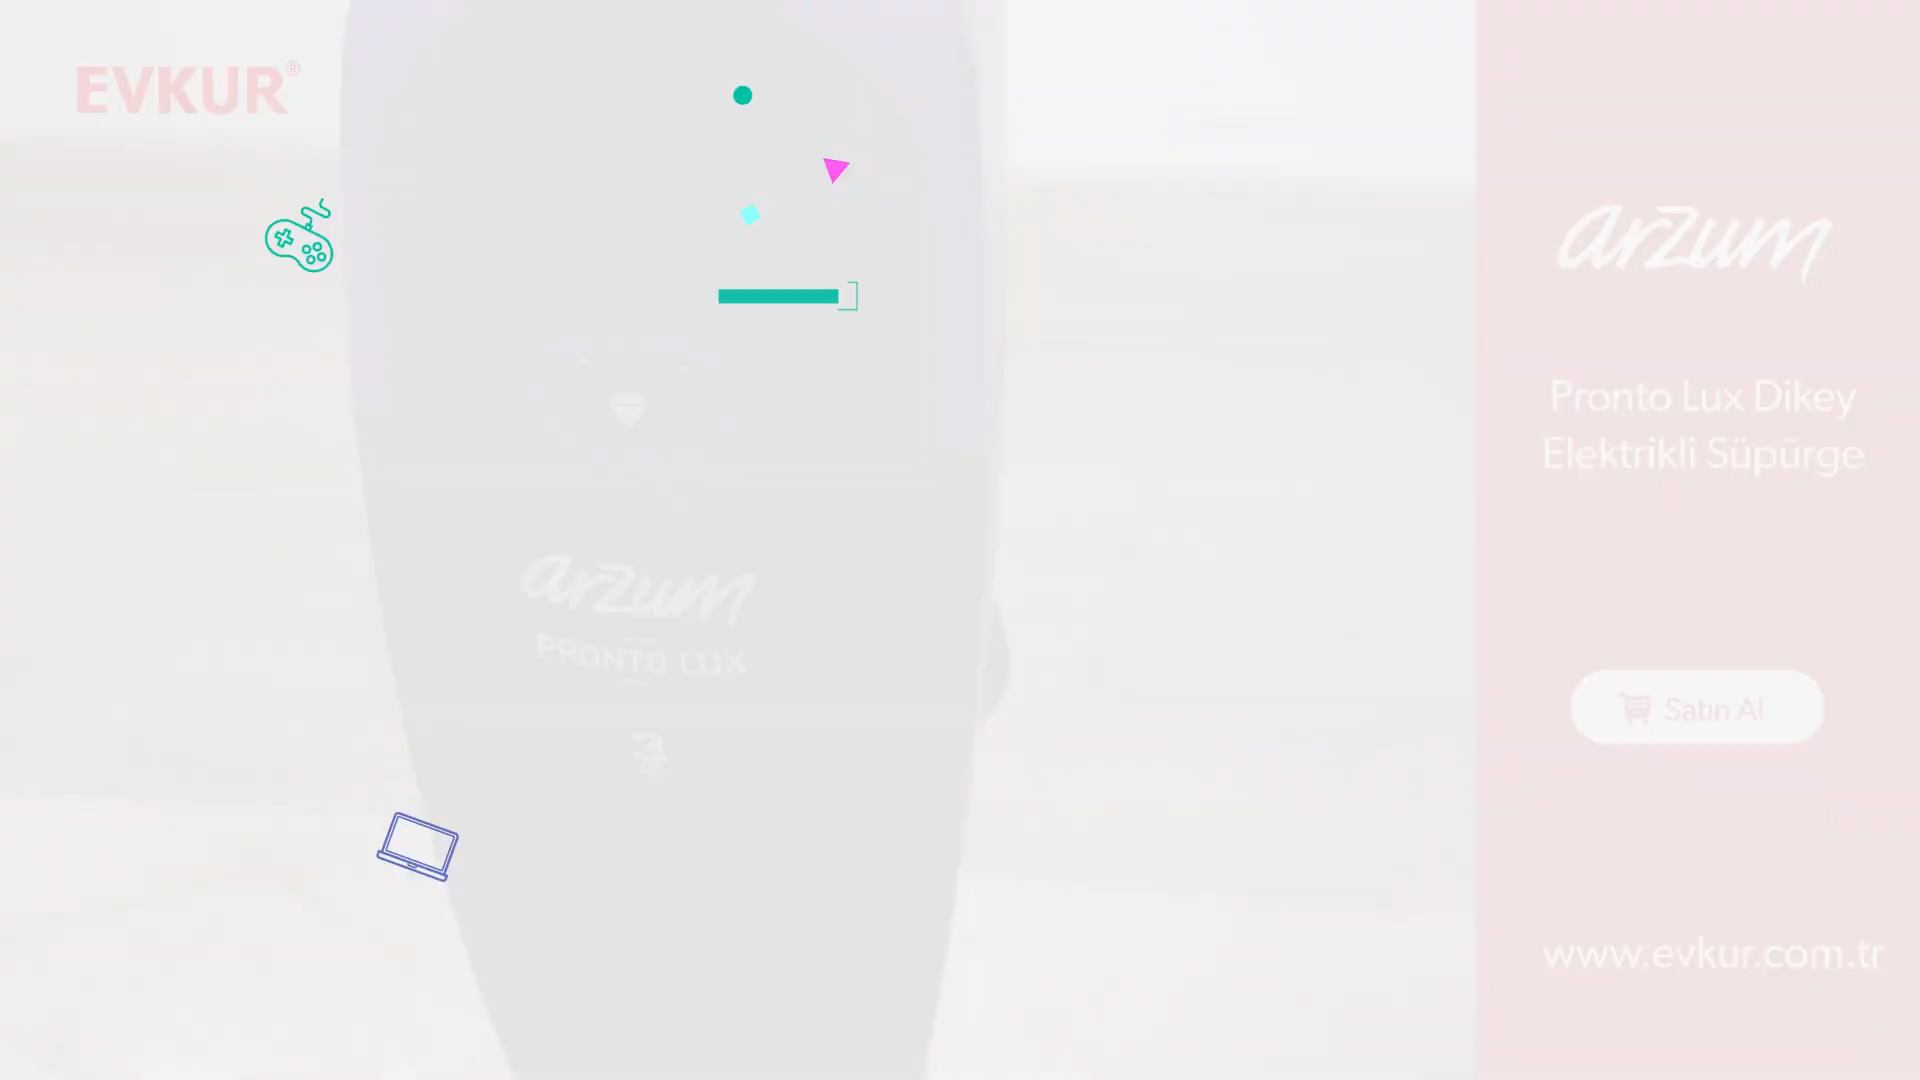 EVKUR®
arzum
PRONTO LUX
arzum
Pronto Lux Dikey
Elektrikli Süpürge
Satın Al
www.evkur.com.tr